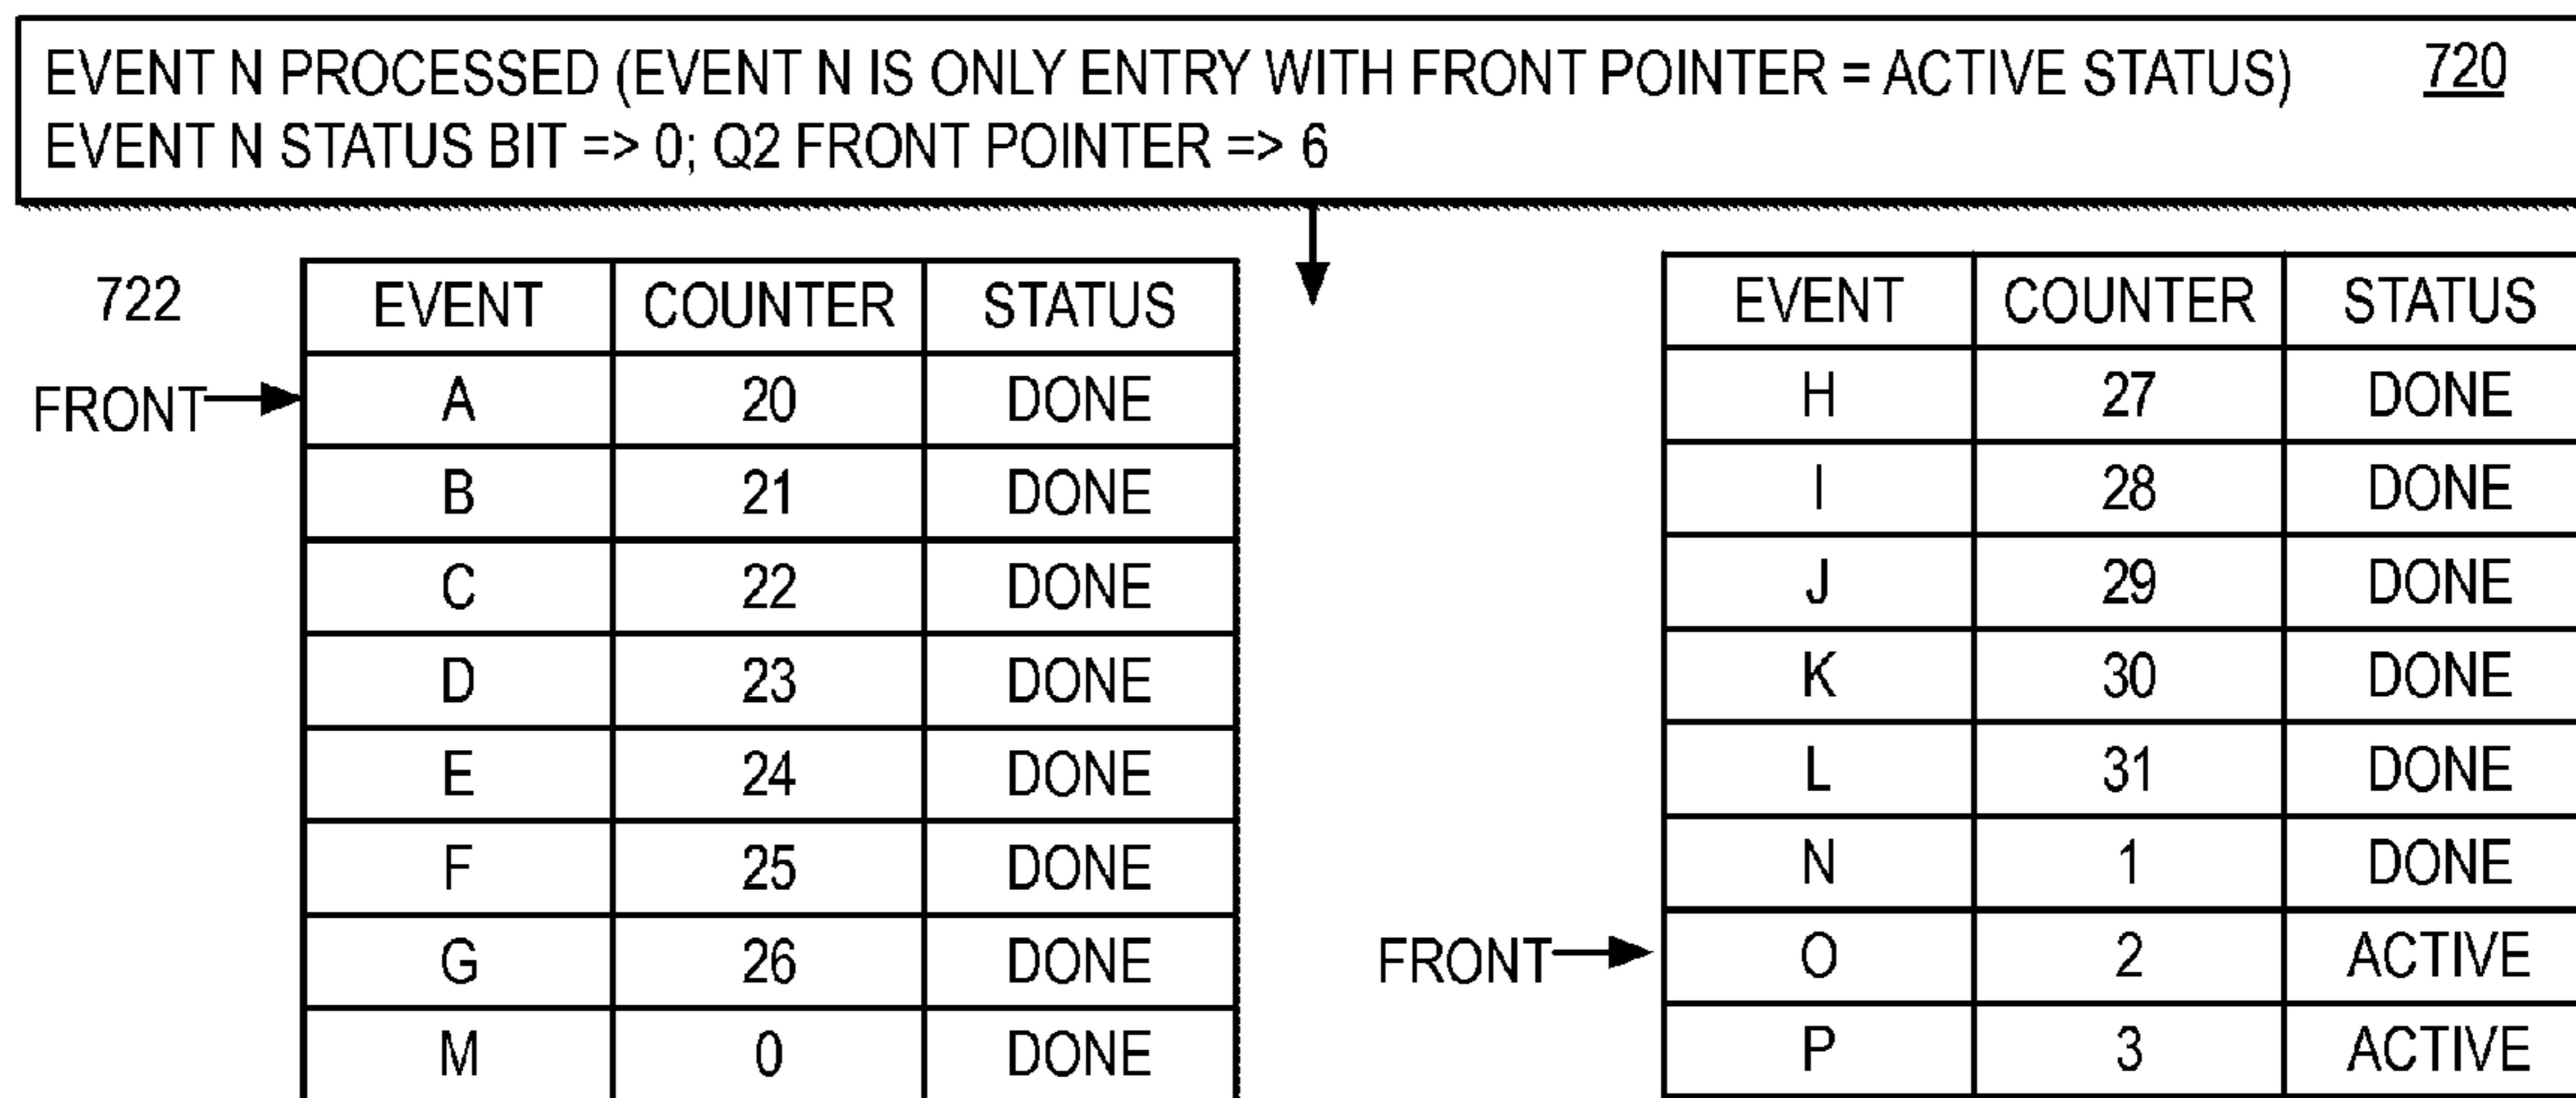 EVENT N PROCESSED (EVENT N IS ONLY ENTRY WITH FRONT POINTER = ACTIVE STATUS) 720
EVENT N STATUS BIT => 0; Q2 FRONT POINTER => 6
722
EVENT COUNTER STATUS
FRONT A 20 DONE
B 21 DONE
C 22 DONE
D 23 DONE
E 24 DONE
F 25 DONE
G 26 DONE
M 0 DONE
EVENT COUNTER STATUS
H 27 DONE
I 28 DONE
J 29 DONE
K 30 DONE
L 31 DONE
N 1 DONE
FRONT O 2 ACTIVE
P 3 ACTIVE